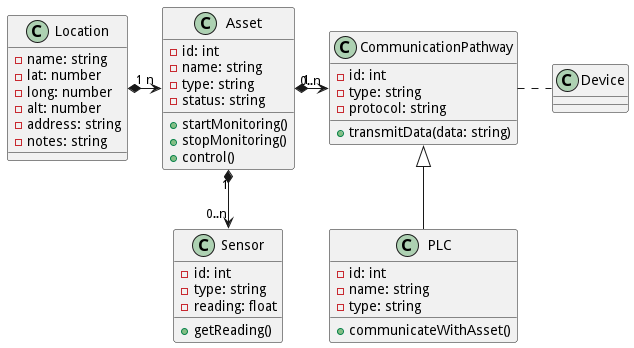 C Location
name: string
lat: number
long: number
alt: number
address: string
notes: string
1 n
C Asset
id: int
name: string
type: string
status: string
startMonitoring()
stopMonitoring()
control()
0..n
C CommunicationPathway
id: int
type: string
protocol: string
transmitData(data: string)
C Device
1
0..n
C Sensor
id: int
type: string
reading: float
getReading()
C PLC
id: int
name: string
type: string
communicateWithAsset()